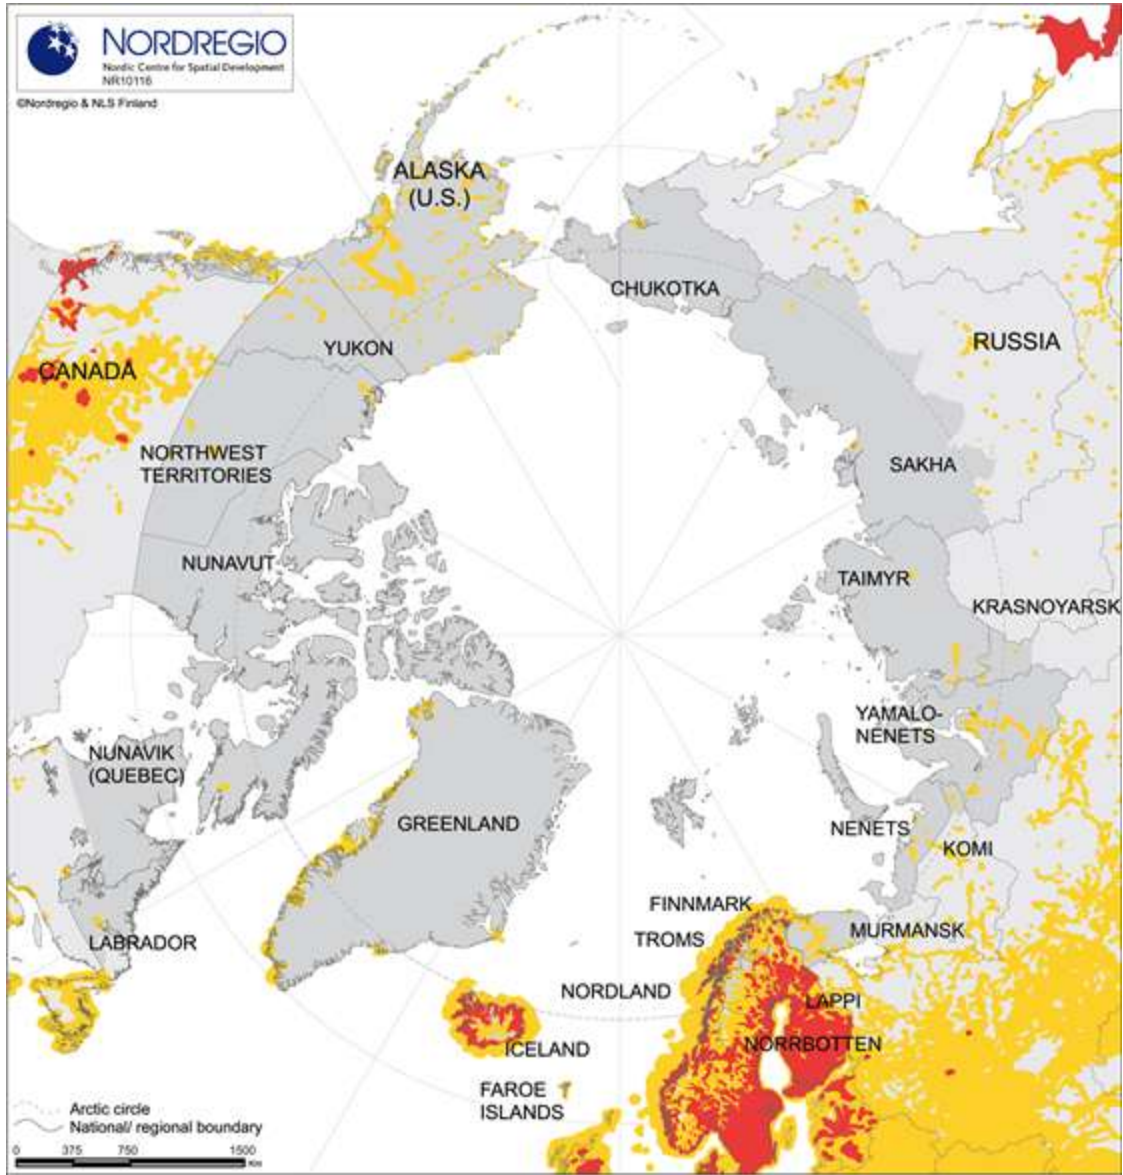 NORDREGIO
Nordic Centre for Spatial Development
NR10116
©Nordregio & NLS Finland
ALASKA
(U.S.)
CHUKOTKA
RUSSIA
YUKON
CANADA
NORTHWEST
TERRITORIES
SAKHA
NUNAVUT
TAIMYR
KRASNOYARSK
YAMALO-
NENETS
NUNAVIK
(QUEBEC)
GREENLAND
NENETS
KOMI
FINNMARK
MURMANSK
TROMS
LABRADOR
NORDLAND
LAPPI
NORRBOTTEN
ICELAND
FAROE
ISLANDS
Arctic circle
National/ regional boundary
0 375 750 1500
Km